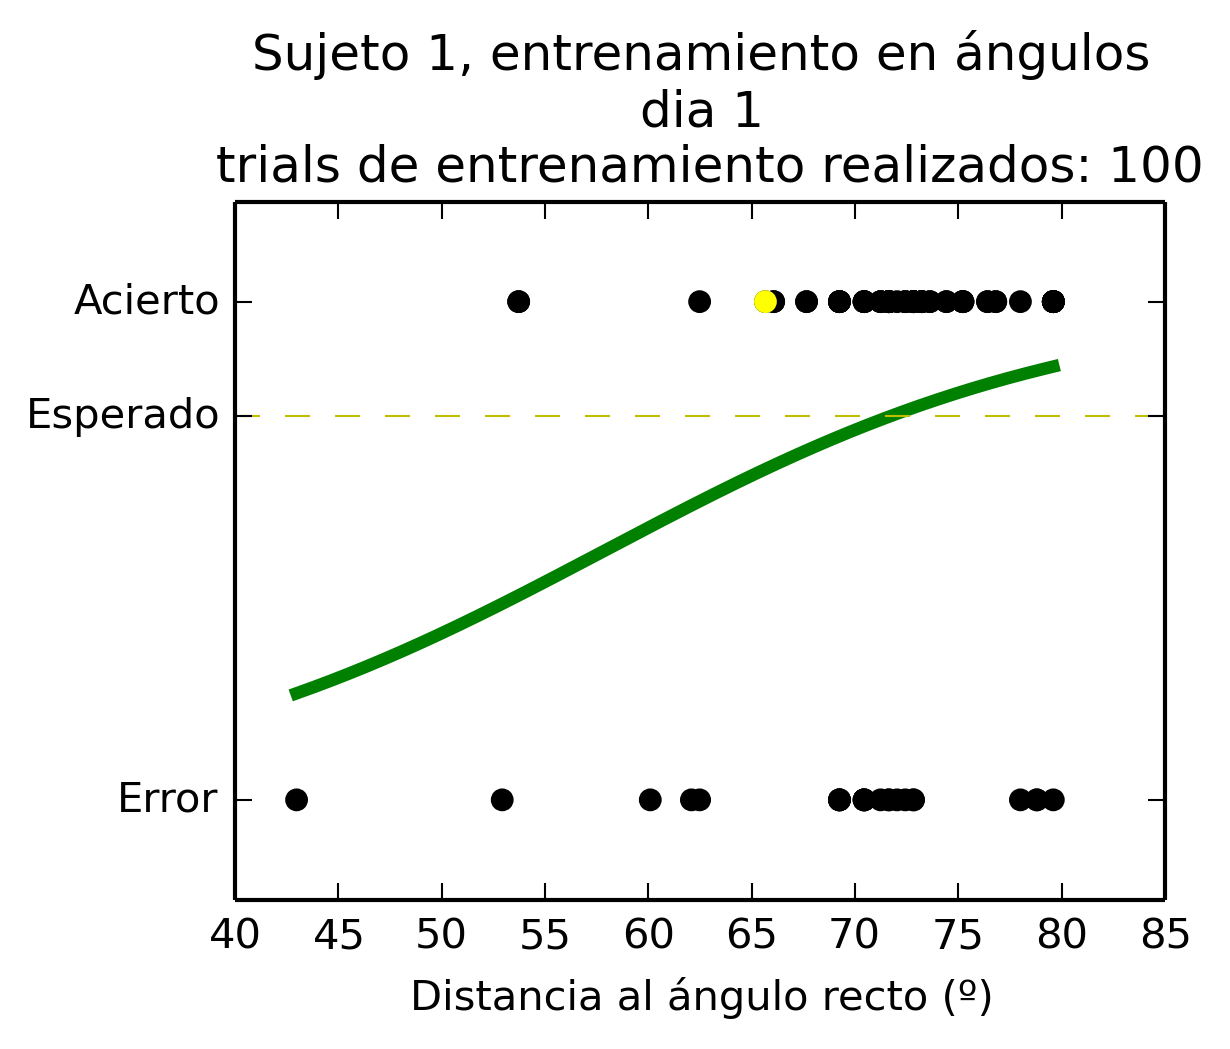 Sujeto 1, entrenamiento en ángulos
dia 1
trials de entrenamiento realizados: 100
Acierto
Esperado
Error
40 45 50 55 60 65 70 75 80 85
Distancia al ángulo recto (º)